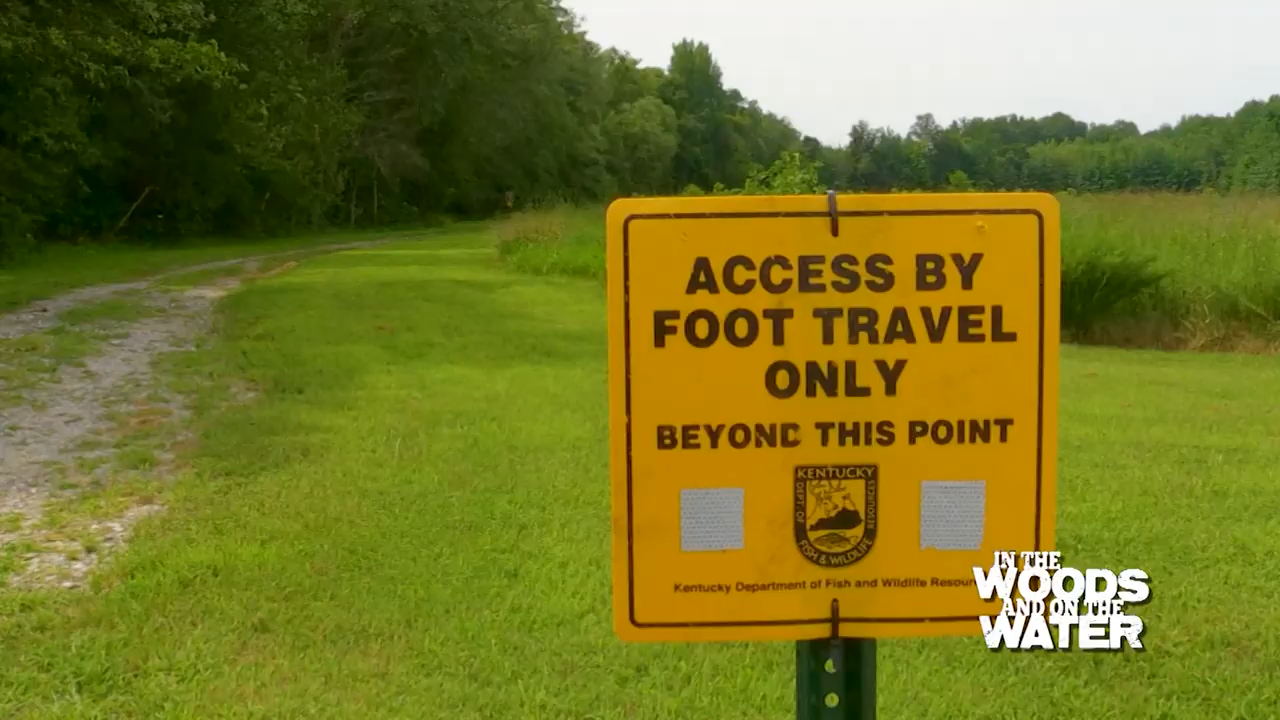 ACCESS BY
FOOT TRAVEL
ONLY
BEYOND THIS POINT
KENTUCKY
DEPT. OF
RESOURCES
FISH & WILDLIFE
Kentucky Department of Fish and Wildlife
IN THE
WOODS
AND ON THE
WATER